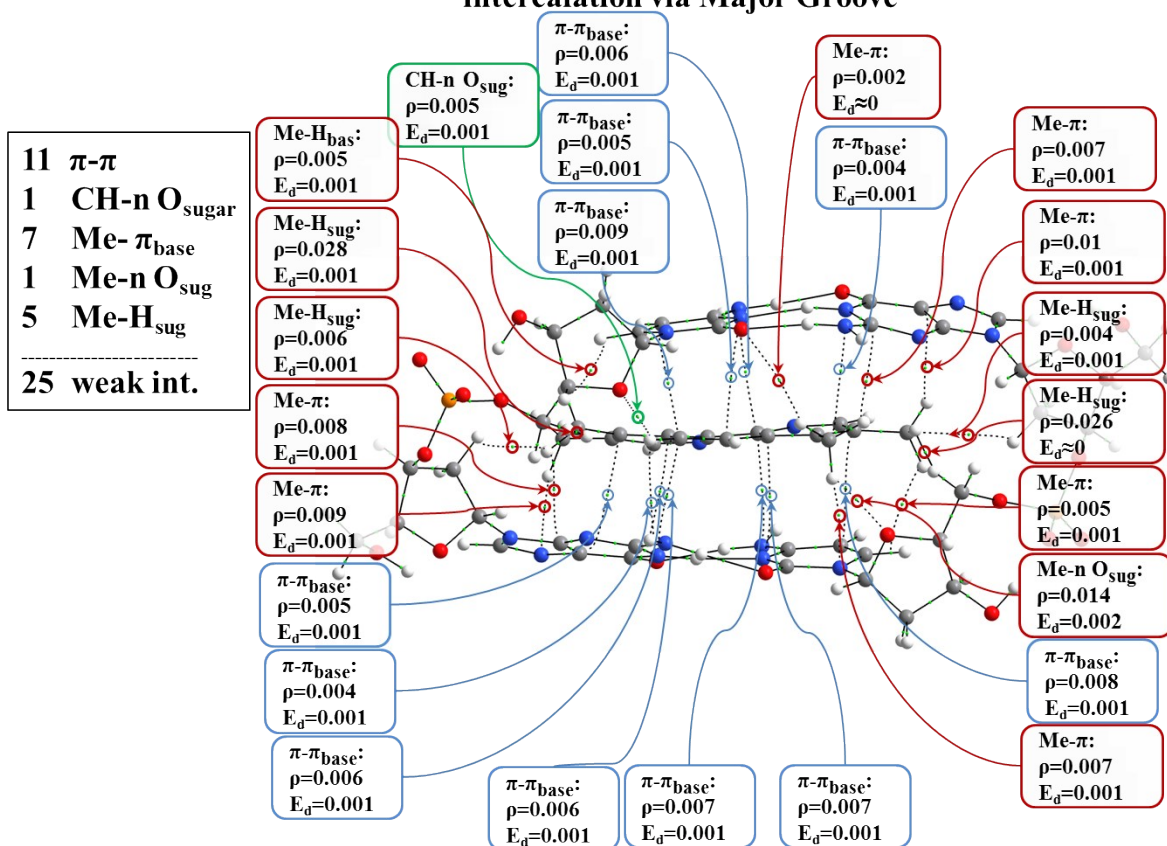 Intercalation via Major Groove
π-πbase:
ρ=0.006
Ed=0.001
Me-π:
ρ=0.002
Ed≈0
CH-n Osug:
ρ=0.005
Ed=0.001
π-πbase:
ρ=0.005
Ed=0.001
Me-Hbas:
ρ=0.005
Ed=0.001
Me-π:
ρ=0.007
Ed=0.001
π-πbase:
ρ=0.004
Ed=0.001
11 π-π
1 CH-n Osugar
7 Me- πbase
1 Me-n Osug
5 Me-Hsug
--------------------------
25 weak int.
π-πbase:
ρ=0.009
Ed=0.001
Me-Hsug:
ρ=0.028
Ed=0.001
Me-π:
ρ=0.01
Ed=0.001
Me-Hsug:
ρ=0.006
Ed=0.001
Me-Hsug:
ρ=0.004
Ed=0.001
Me-π:
ρ=0.008
Ed=0.001
Me-Hsug:
ρ=0.026
Ed≈0
Me-π:
ρ=0.009
Ed=0.001
Me-π:
ρ=0.005
Ed=0.001
π-πbase:
ρ=0.005
Ed=0.001
Me-n Osug:
ρ=0.014
Ed=0.002
π-πbase:
ρ=0.004
Ed=0.001
π-πbase:
ρ=0.008
Ed=0.001
π-πbase:
ρ=0.006
Ed=0.001
Me-π:
ρ=0.007
Ed=0.001
π-πbase:
ρ=0.006
Ed=0.001
π-πbase:
ρ=0.007
Ed=0.001
π-πbase:
ρ=0.007
Ed=0.001